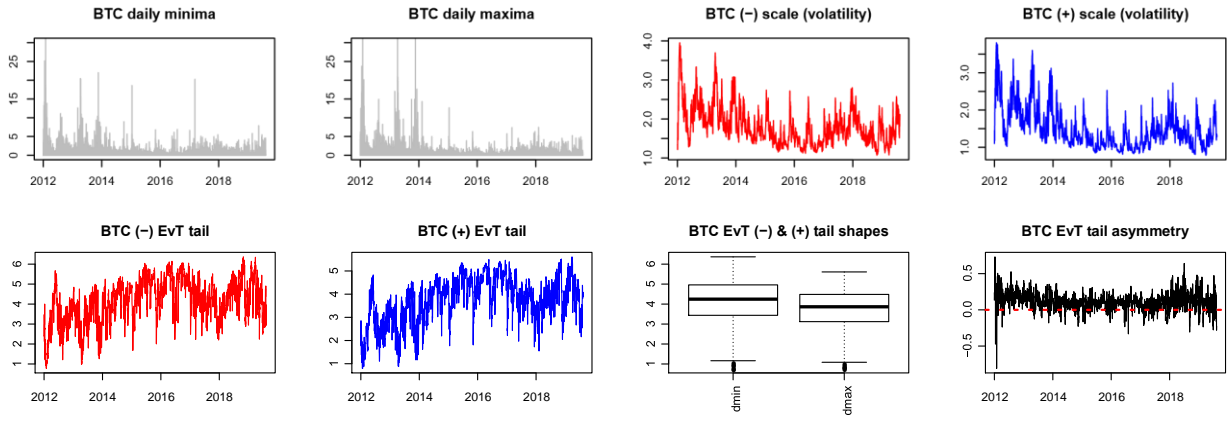 BTC daily minima
BTC daily maxima
BTC (−) scale (volatility)
BTC (+) scale (volatility)
0 5 15 25
2012 2014 2016 2018
0 5 15 25
2012 2014 2016 2018
1.0 2.0 3.0 4.0
2012 2014 2016 2018
1.0 2.0 3.0
2012 2014 2016 2018
BTC (−) EvT tail
BTC (+) EvT tail
BTC EvT (−) & (+) tail shapes
BTC EvT tail asymmetry
1 2 3 4 5 6
2012 2014 2016 2018
1 2 3 4 5
2012 2014 2016 2018
1 2 3 4 5 6
dmin dmax
−0.5 0.0 0.5
2012 2014 2016 2018